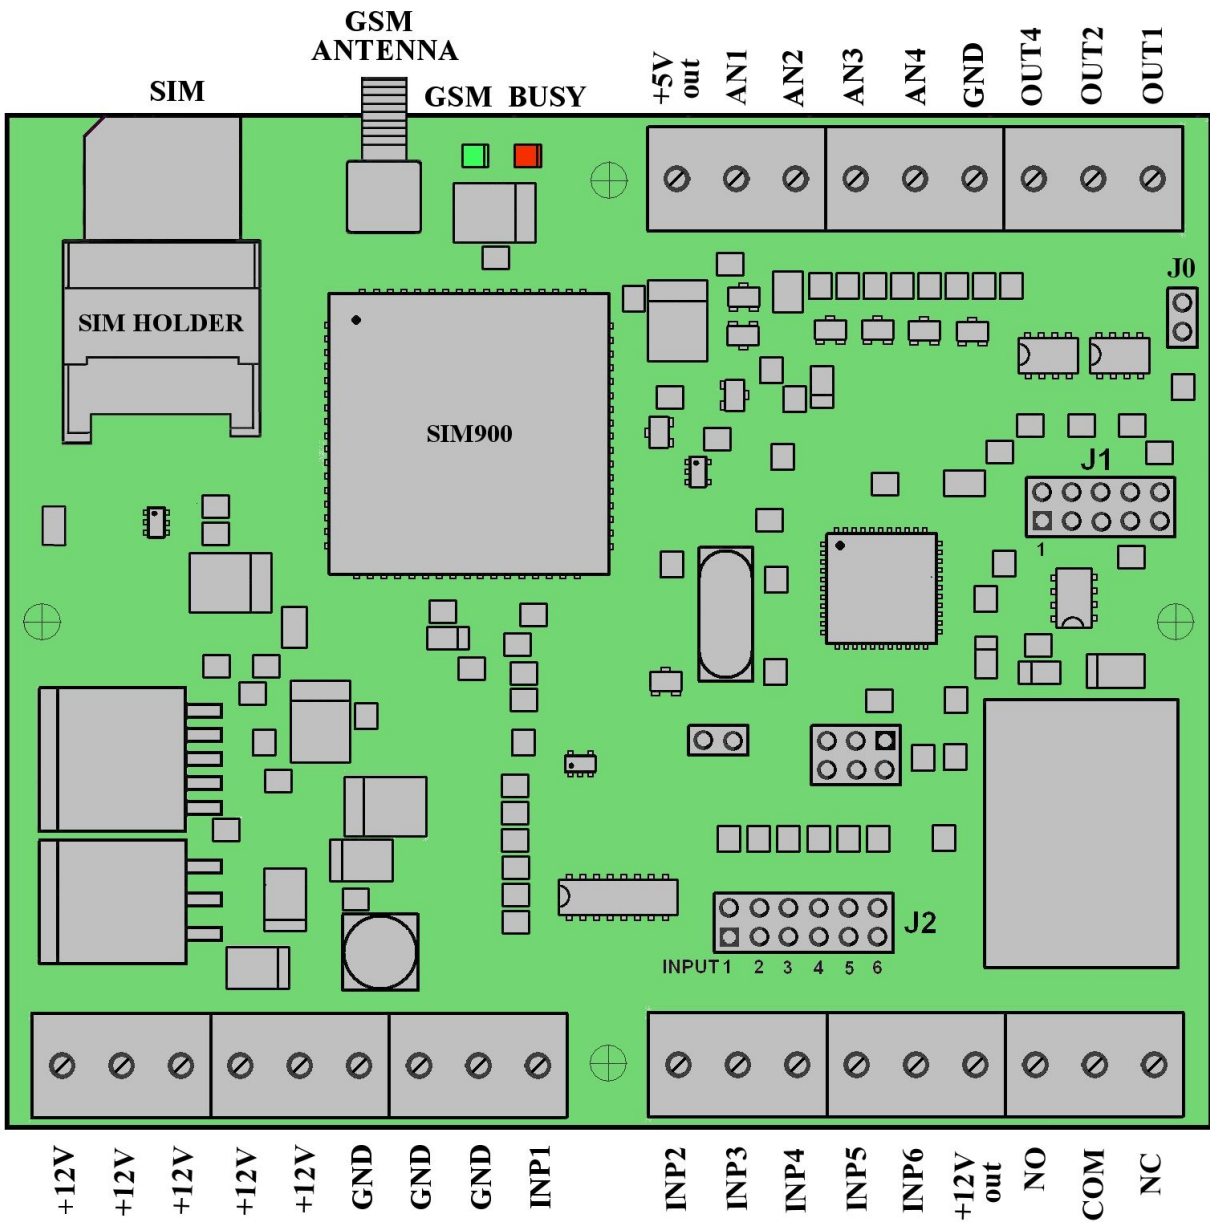 GSM
ANTENNA
SIM
GSM BUSY
+5V
out
AN1
AN2
AN3
AN4
GND
OUT4
OUT2
OUT1
J0
SIM HOLDER
SIM900
J1
1
J2
INPUT 1 2 3 4 5 6
+12V
+12V
+12V
+12V
+12V
GND
GND
GND
INP1
INP2
INP3
INP4
INP5
INP6
+12V
out
NO
COM
NC